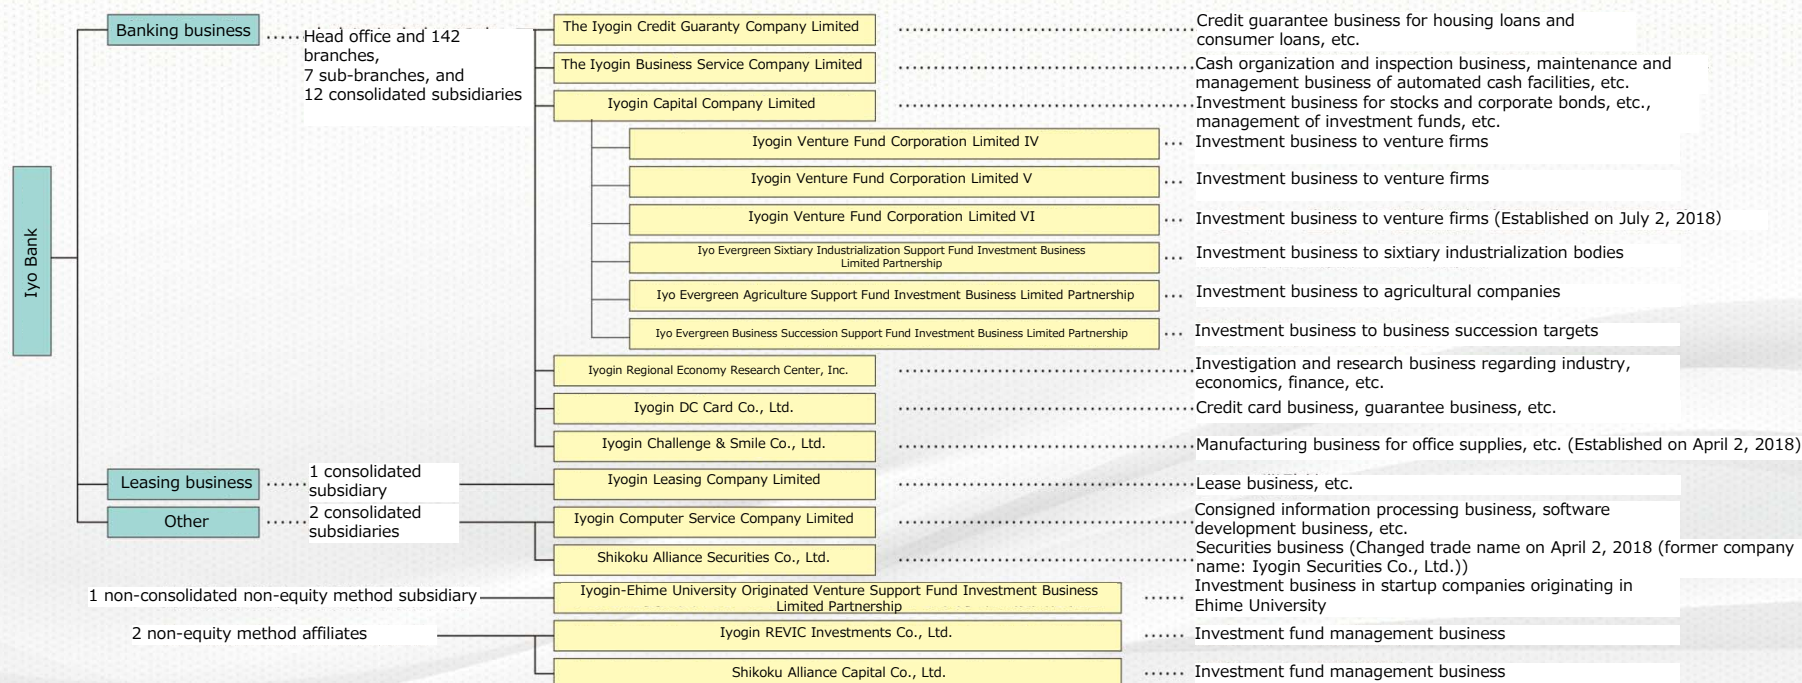 Iyo Bank
Banking business
Head office and 142
branches,
7 sub-branches, and
12 consolidated subsidiaries
The Iyogin Credit Guaranty Company Limited
Credit guarantee business for housing loans and
consumer loans, etc.
The Iyogin Business Service Company Limited
Cash organization and inspection business, maintenance and
management business of automated cash facilities, etc.
Iyogin Capital Company Limited
Investment business for stocks and corporate bonds, etc.,
management of investment funds, etc.
Iyogin Venture Fund Corporation Limited IV
Investment business to venture firms
Iyogin Venture Fund Corporation Limited V
Investment business to venture firms
Iyogin Venture Fund Corporation Limited VI
Investment business to venture firms (Established on July 2, 2018)
Iyo Evergreen Sixtiary Industrialization Support Fund Investment Business
Limited Partnership
Investment business to sixtiary industrialization bodies
Iyo Evergreen Agriculture Support Fund Investment Business Limited Partnership
Investment business to agricultural companies
Iyo Evergreen Business Succession Support Fund Investment Business Limited Partnership
Investment business to business succession targets
Iyogin Regional Economy Research Center, Inc.
Investigation and research business regarding industry,
economics, finance, etc.
Iyogin DC Card Co., Ltd.
Credit card business, guarantee business, etc.
Iyogin Challenge & Smile Co., Ltd.
Manufacturing business for office supplies, etc. (Established on April 2, 2018)
Leasing business
1 consolidated
subsidiary
Iyogin Leasing Company Limited
Lease business, etc.
Other
2 consolidated
subsidiaries
Iyogin Computer Service Company Limited
Consigned information processing business, software
development business, etc.
Shikoku Alliance Securities Co., Ltd.
Securities business (Changed trade name on April 2, 2018 (former company
name: Iyogin Securities Co., Ltd.))
1 non-consolidated non-equity method subsidiary
Iyogin-Ehime University Originated Venture Support Fund Investment Business
Limited Partnership
Investment business in startup companies originating in
Ehime University
2 non-equity method affiliates
Iyogin REVIC Investments Co., Ltd.
Investment fund management business
Shikoku Alliance Capital Co., Ltd.
Investment fund management business